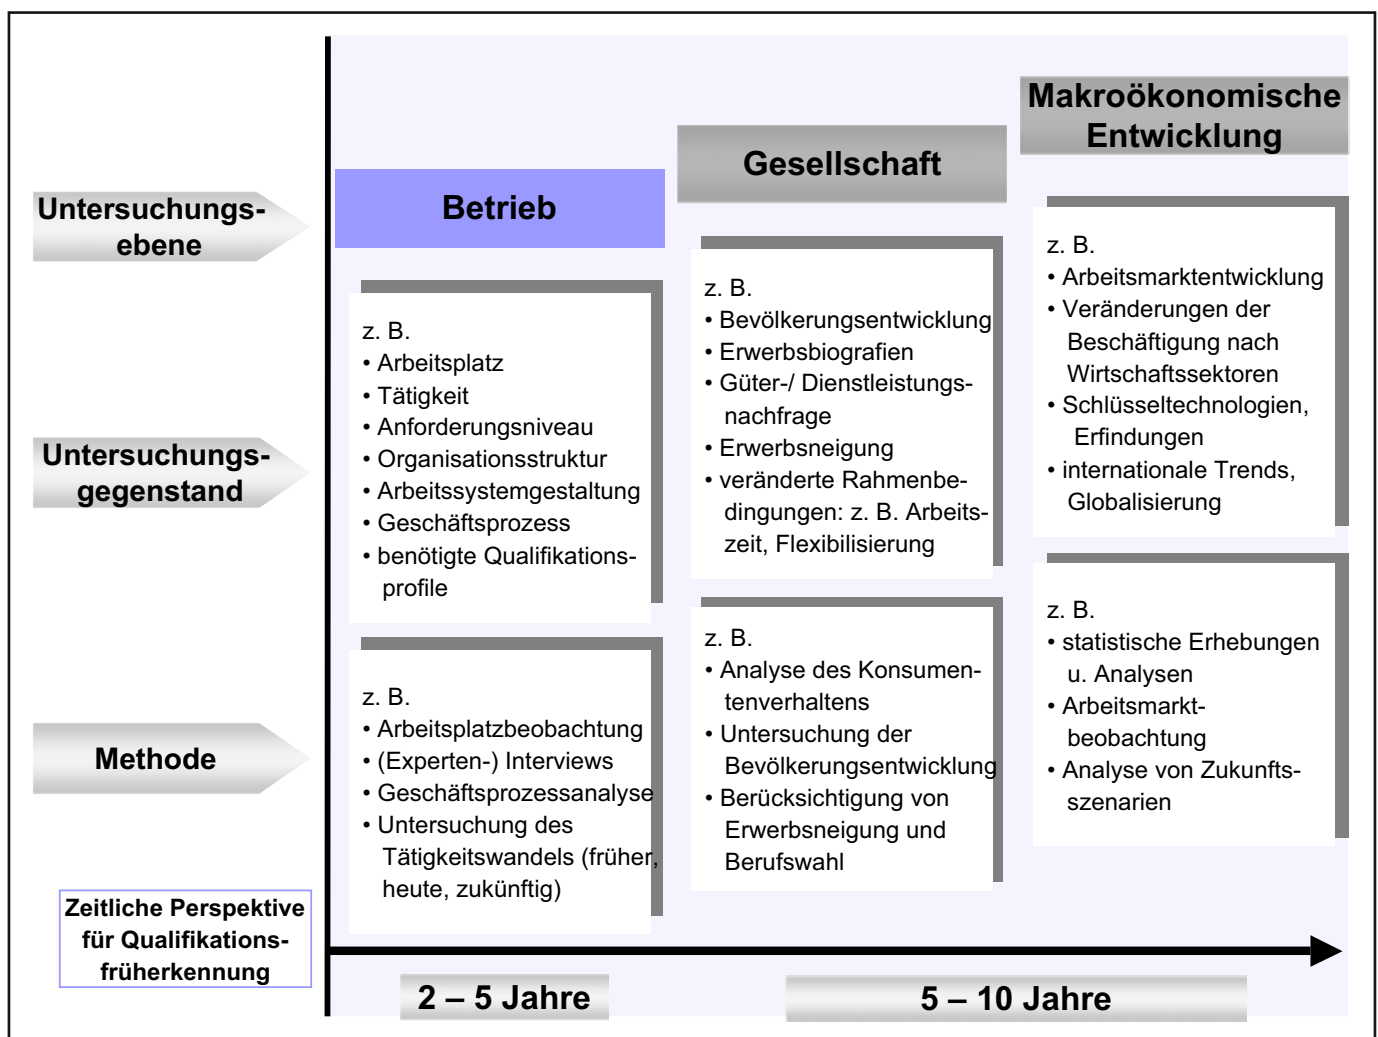 Untersuchungs-
ebene
Betrieb
Gesellschaft
Makroökonomische
Entwicklung
Untersuchungs-
gegenstand
z. B.
• Arbeitsplatz
• Tätigkeit
• Anforderungsniveau
• Organisationsstruktur
• Arbeitssystemgestaltung
• Geschäftsprozess
• benötigte Qualifikations-
profile
z. B.
• Bevölkerungsentwicklung
• Erwerbsbiografien
• Güter-/ Dienstleistungs-
nachfrage
• Erwerbsneigung
• veränderte Rahmenbe-
dingungen: z. B. Arbeits-
zeit, Flexibilisierung
z. B.
• Arbeitsmarktentwicklung
• Veränderungen der
Beschäftigung nach
Wirtschaftssektoren
• Schlüsseltechnologien,
Erfindungen
• internationale Trends,
Globalisierung
Methode
z. B.
• Arbeitsplatzbeobachtung
• (Experten-) Interviews
• Geschäftsprozessanalyse
• Untersuchung des
Tätigkeitswandels (früher,
heute, zukünftig)
z. B.
• Analyse des Konsumen-
tenverhaltens
• Untersuchung der
Bevölkerungsentwicklung
• Berücksichtigung von
Erwerbsneigung und
Berufswahl
z. B.
• statistische Erhebungen
u. Analysen
• Arbeitsmarkt-
beobachtung
• Analyse von Zukunfts-
szenarien
Zeitliche Perspektive
für Qualifikations-
früherkennung
2 – 5 Jahre
5 – 10 Jahre